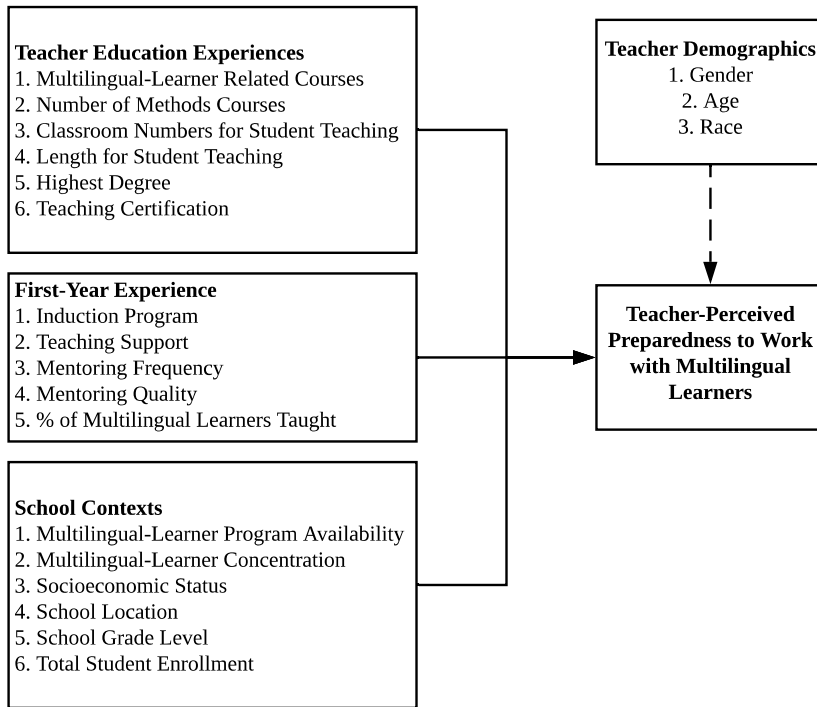 Teacher Education Experiences
1. Multilingual-Learner Related Courses
2. Number of Methods Courses
3. Classroom Numbers for Student Teaching
4. Length for Student Teaching
5. Highest Degree
6. Teaching Certification
First-Year Experience
1. Induction Program
2. Teaching Support
3. Mentoring Frequency
4. Mentoring Quality
5. % of Multilingual Learners Taught
School Contexts
1. Multilingual-Learner Program Availability
2. Multilingual-Learner Concentration
3. Socioeconomic Status
4. School Location
5. School Grade Level
6. Total Student Enrollment
Teacher Demographics
1. Gender
2. Age
3. Race
Teacher-Perceived
Preparedness to Work
with Multilingual
Learners